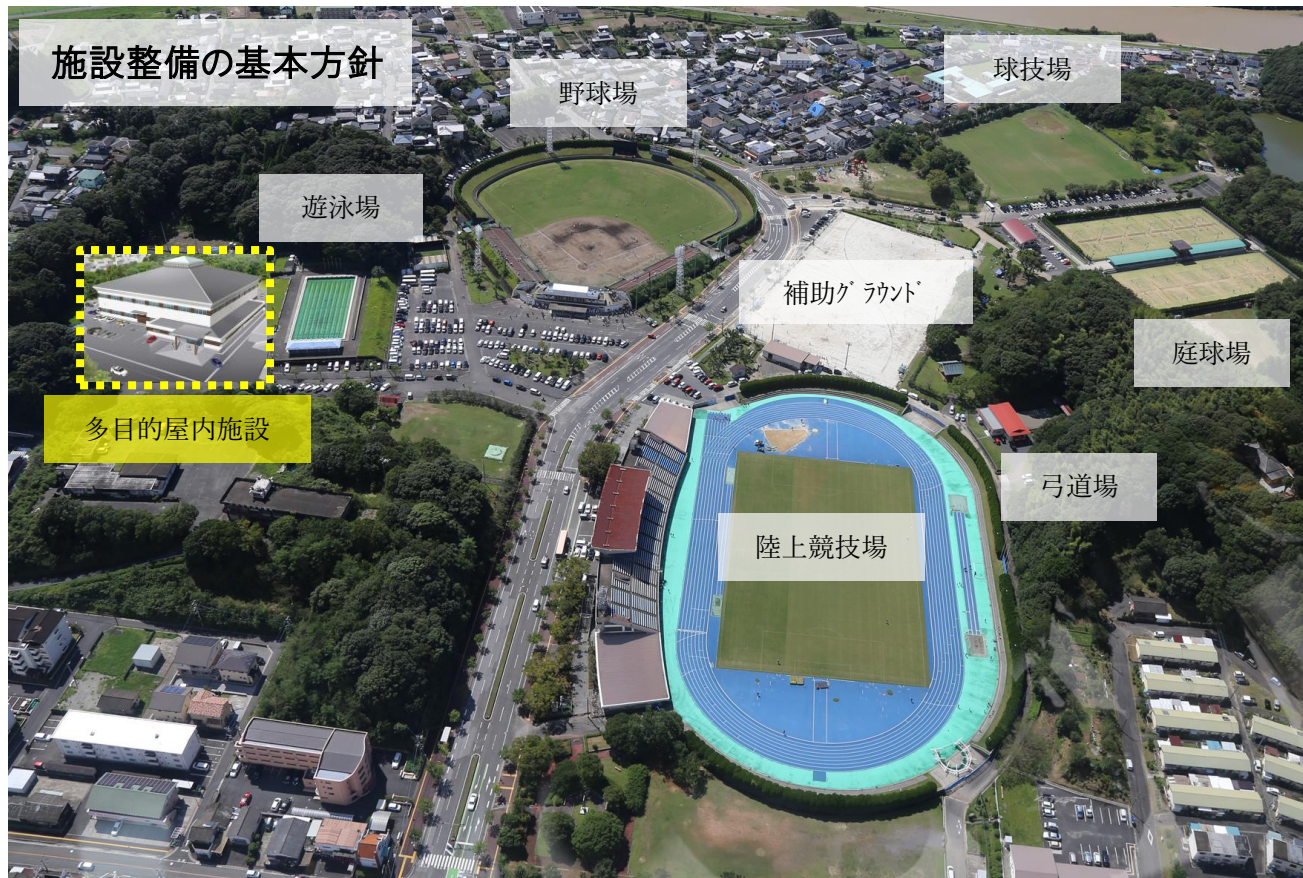 施設整備の基本方針
野球場
球技場
遊泳場
補助ｸﾞﾗｳﾝﾄﾞ
庭球場
多目的屋内施設
弓道場
陸上競技場